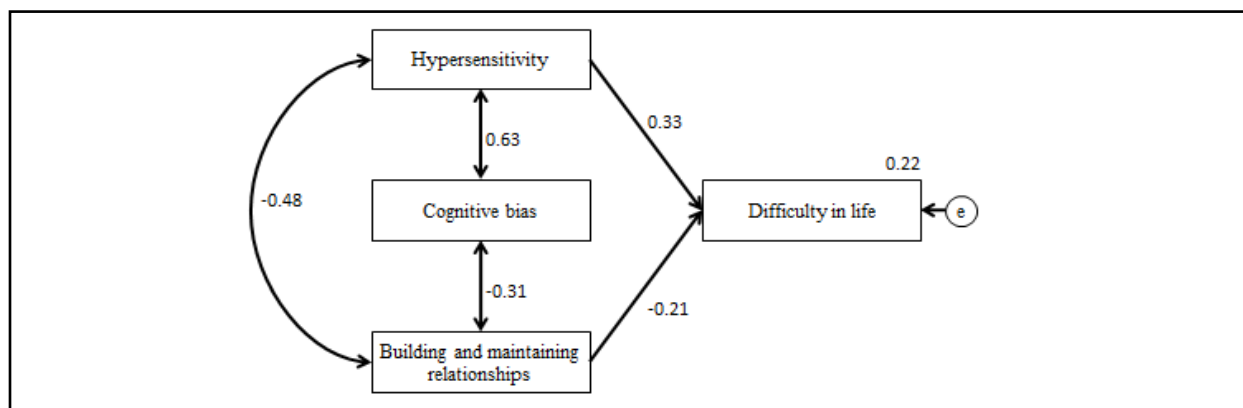 Hypersensitivity
0.33
0.63
0.22
-0.48
Cognitive bias
Difficulty in life
e
-0.31
-0.21
Building and maintaining
relationships